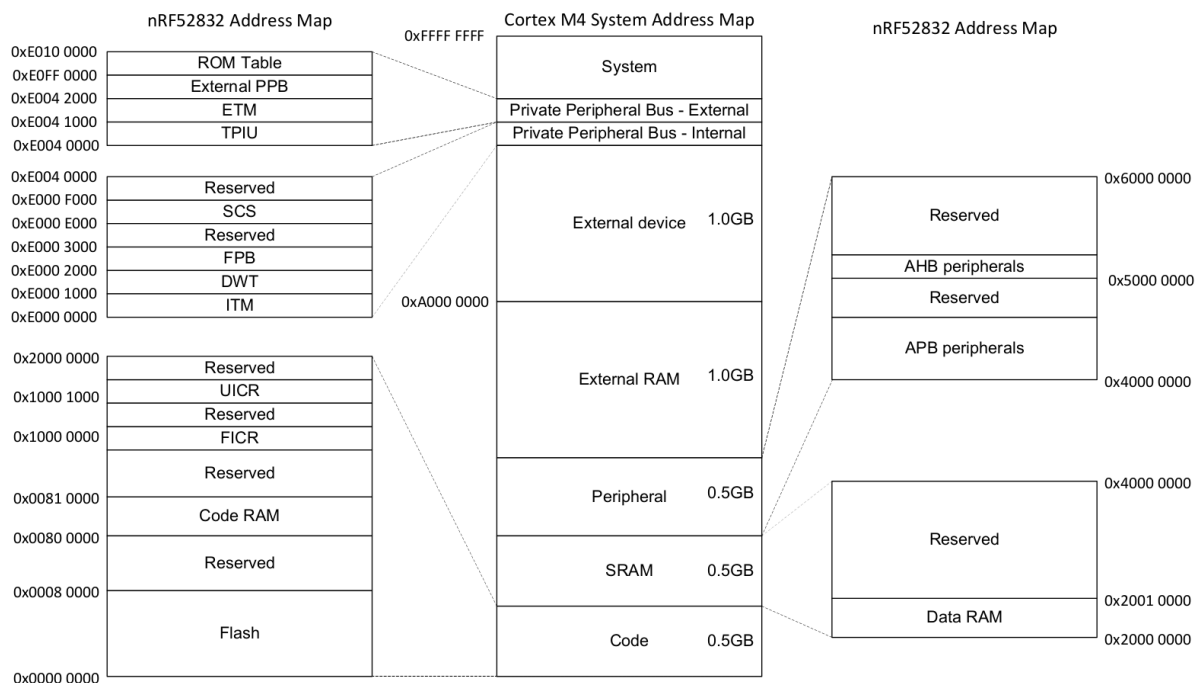 nRF52832 Address Map
0xE010 0000
ROM Table
0xE0FF 0000
External PPB
0xE004 2000
ETM
0xE004 1000
TPIU
0xE004 0000
0xE004 0000
Reserved
0xE000 F000
SCS
0xE000 E000
Reserved
0xE000 3000
FPB
0xE000 2000
DWT
0xE000 1000
ITM
0xE000 0000
0x2000 0000
Reserved
UICR
0x1000 1000
Reserved
0x1000 0000
FICR
Reserved
0x0081 0000
Code RAM
0x0080 0000
Reserved
0x0008 0000
Flash
0x0000 0000
Cortex M4 System Address Map
0xFFFF FFFF
System
Private Peripheral Bus - External
Private Peripheral Bus - Internal
External device 1.0GB
0xA000 0000
External RAM 1.0GB
Peripheral 0.5GB
SRAM 0.5GB
Code 0.5GB
nRF52832 Address Map
0x6000 0000
Reserved
AHB peripherals
0x5000 0000
Reserved
APB peripherals
0x4000 0000
0x4000 0000
Reserved
0x2001 0000
Data RAM
0x2000 0000